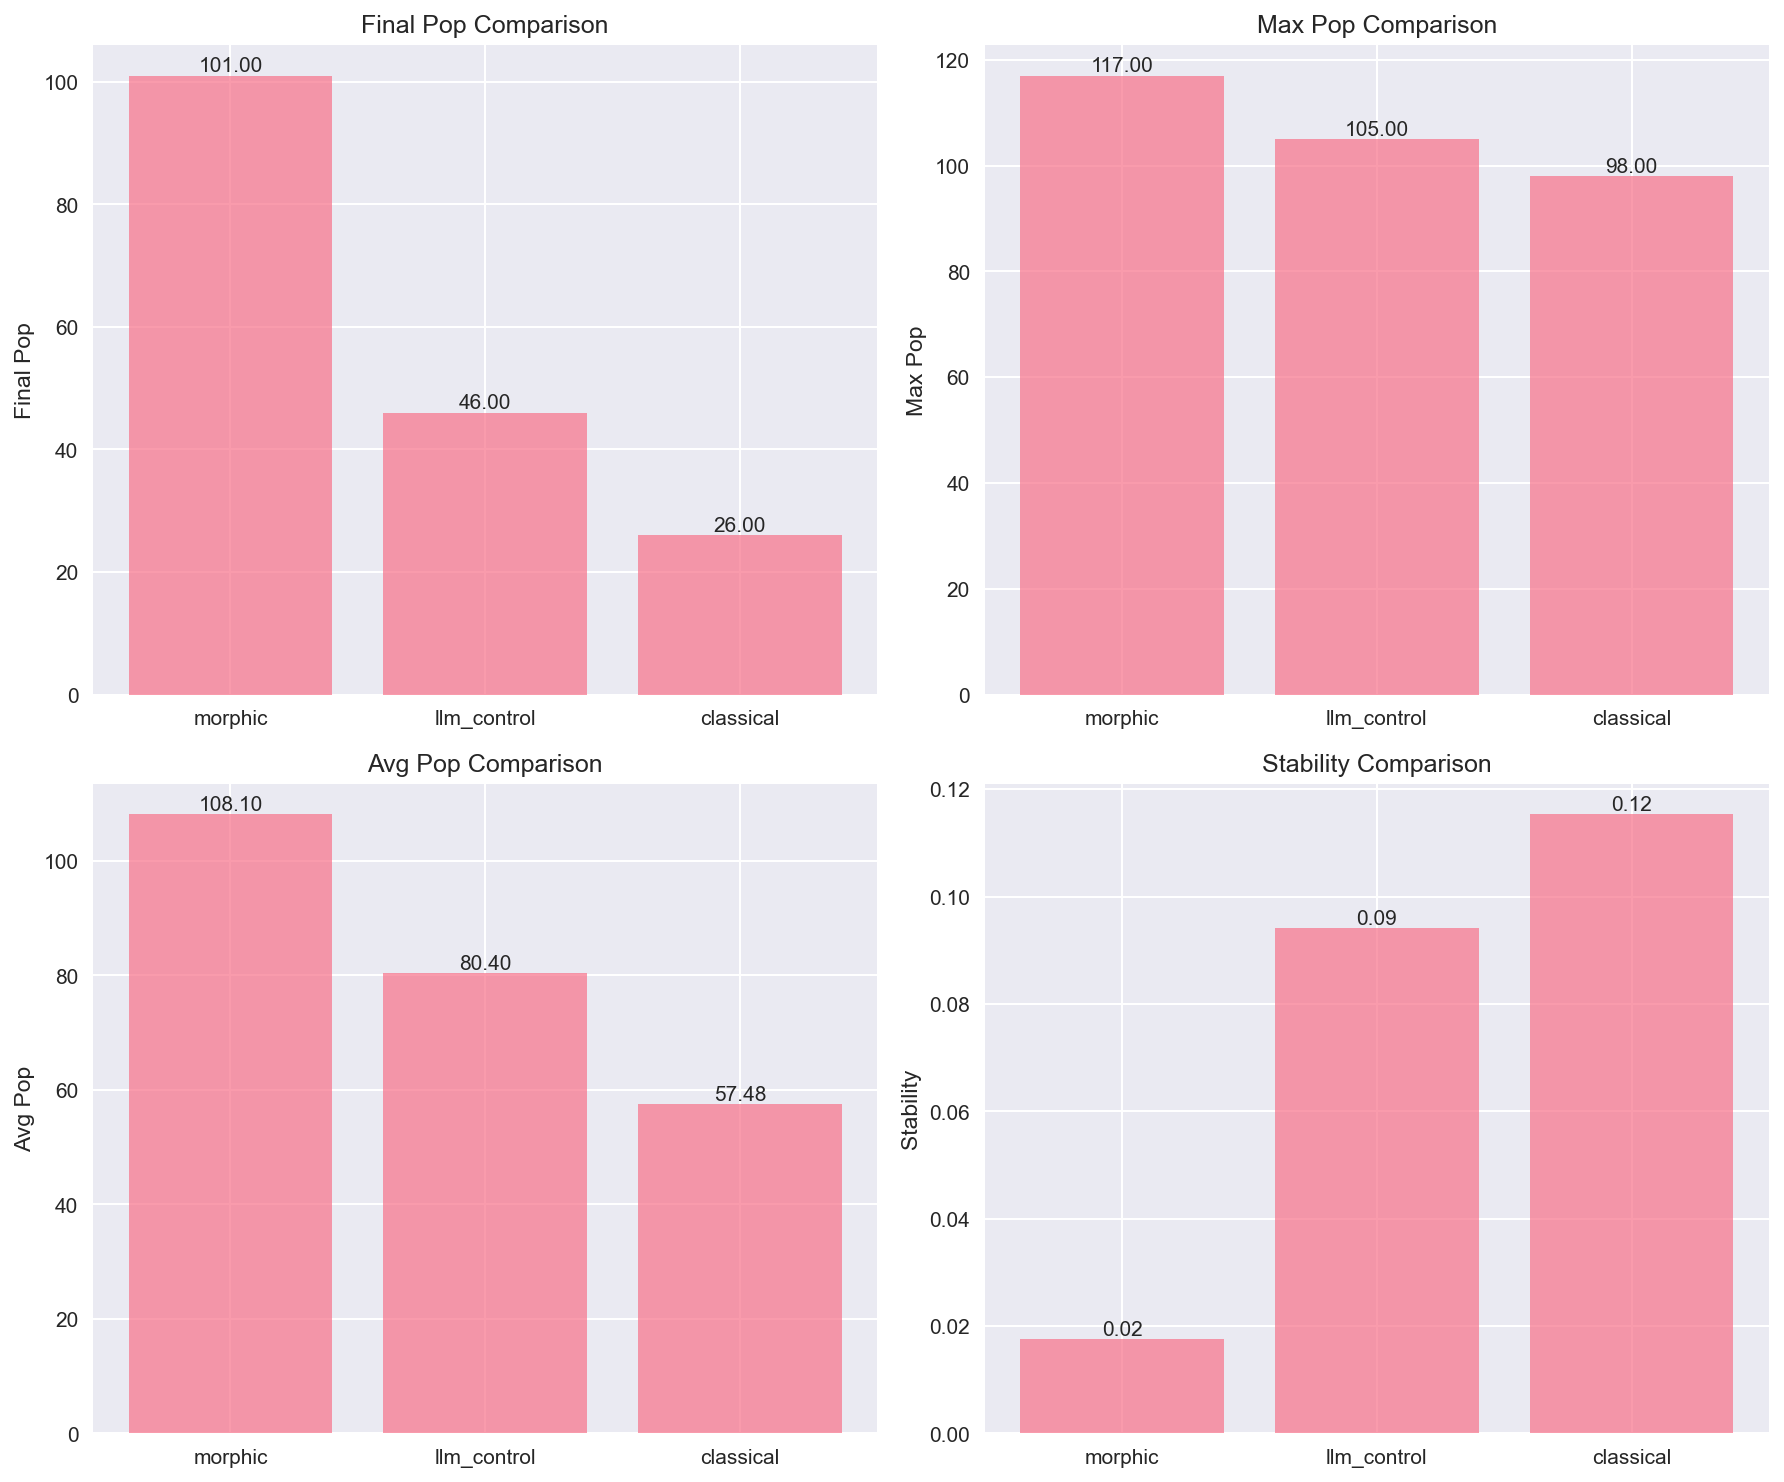 Final Pop Comparison
Final Pop
100
80
60
40
20
0
101.00
46.00
26.00
morphic
llm_control
classical
Max Pop Comparison
Max Pop
120
100
80
60
40
20
0
117.00
105.00
98.00
morphic
llm_control
classical
Avg Pop Comparison
Avg Pop
100
80
60
40
20
0
108.10
80.40
57.48
morphic
llm_control
classical
Stability Comparison
Stability
0.12
0.10
0.08
0.06
0.04
0.02
0.00
0.02
0.09
0.12
morphic
llm_control
classical